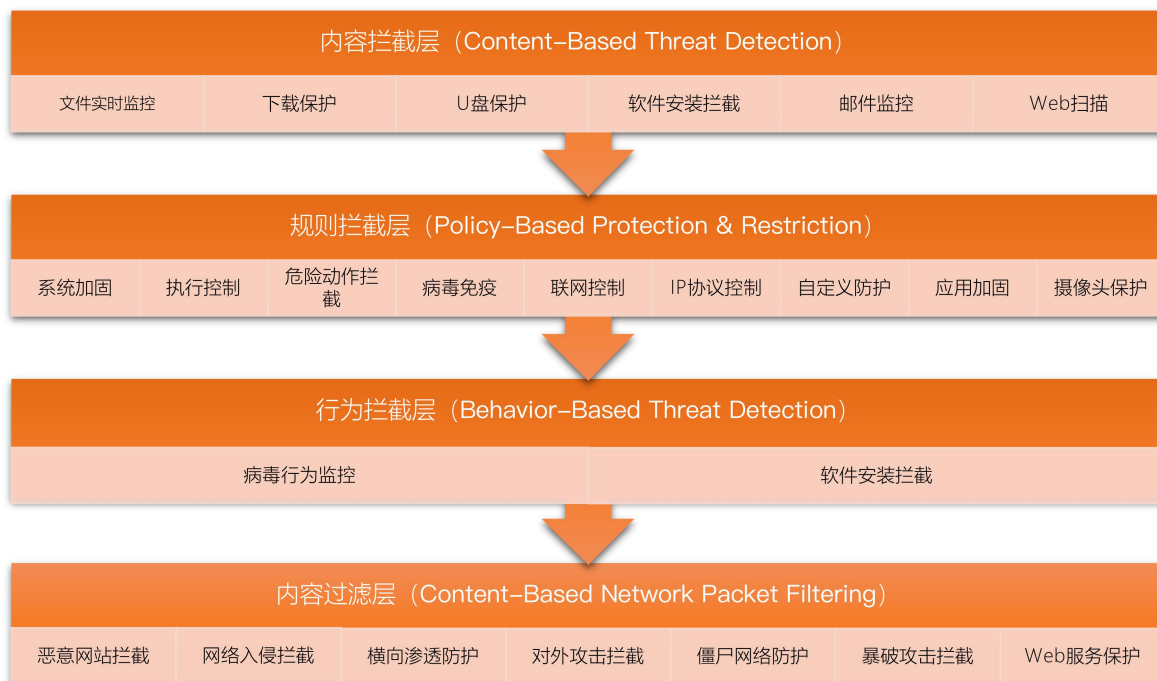 内容拦截层（Content-Based Threat Detection）
文件实时监控 下载保护 U盘保护 软件安装拦截 邮件监控 Web扫描
规则拦截层（Policy-Based Protection & Restriction）
系统加固 执行控制 危险动作拦截 病毒免疫 联网控制 IP协议控制 自定义防护 应用加固 摄像头保护
行为拦截层（Behavior-Based Threat Detection）
病毒行为监控 软件安装拦截
内容过滤层（Content-Based Network Packet Filtering）
恶意网站拦截 网络入侵拦截 横向渗透防护 对外攻击拦截 僵尸网络防护 暴破攻击拦截 Web服务保护